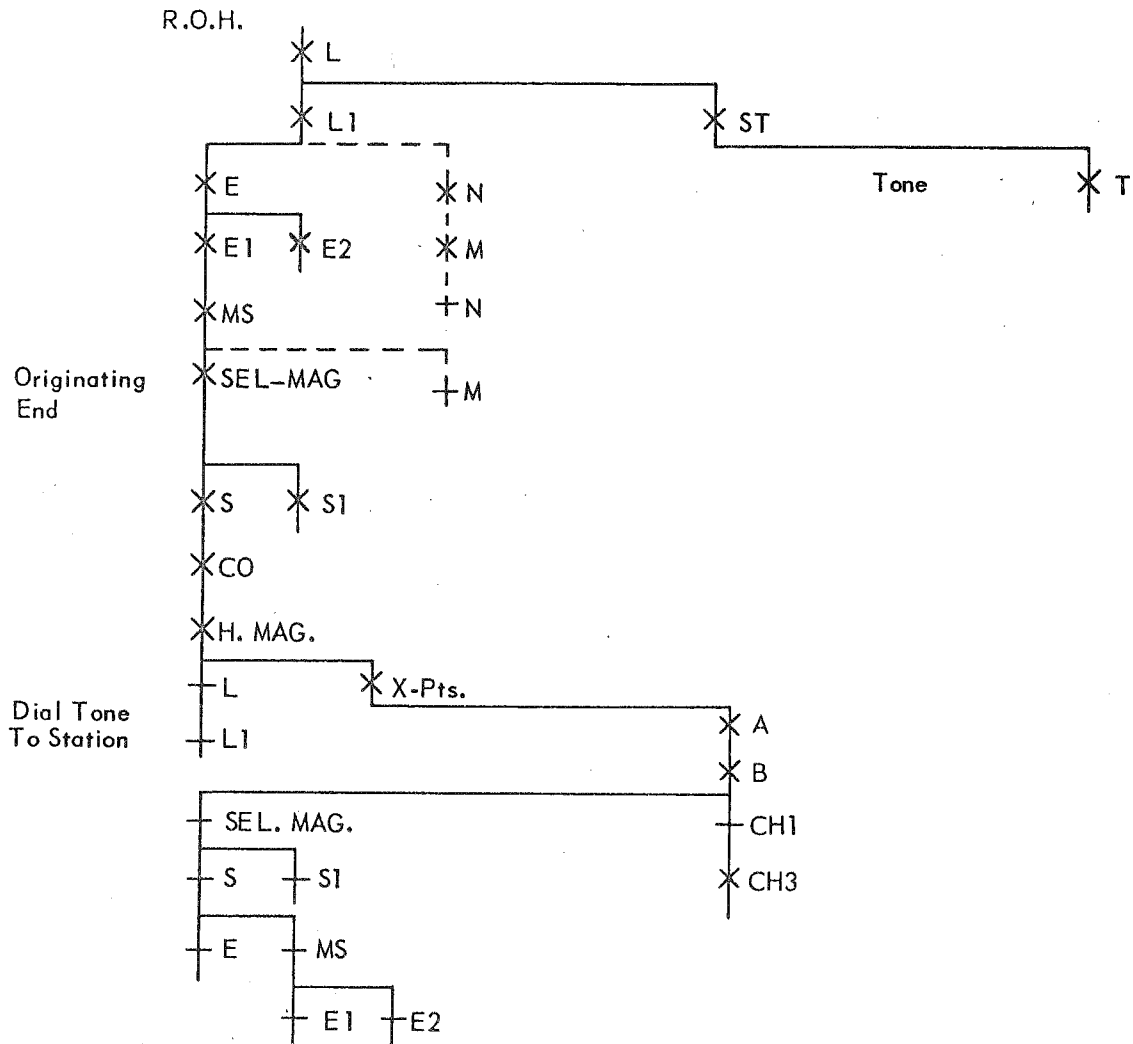 R.O.H.
L
L1
ST
E
N
Tone
T
E1
E2
M
MS
N
Originating
End
SEL-MAG
M
S
S1
CO
H. MAG.
L
X-Pts.
Dial Tone
To Station
L1
A
B
SEL. MAG.
CH1
S
S1
CH3
E
MS
E1
E2